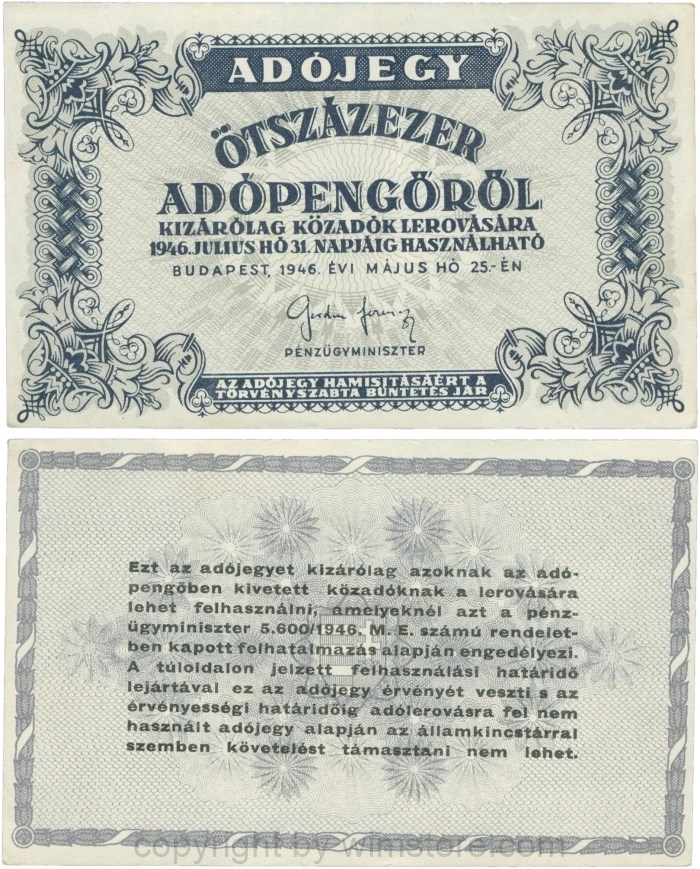 ADÓJEGY
ÖTSZÁZEZER
ADÓPENGŐRŐL
KIZÁRÓLAG KÖZADÓK LEROVÁSÁRA
1946. JULIUS HÓ 31. NAPJÁIG HASZNÁLHATÓ
BUDAPEST, 1946. ÉVI MÁJUS HÓ 25.-ÉN
Gordon Ferenc
PÉNZÜGYMINISZTER
AZ ADÓJEGY HAMISITÁSÁÉRT A
TÖRVÉNYSZABTA BÜNTETÉS JÁR
Ezt az adójegyet kizárólag azoknak az adó-
pengőben kivetett közadóknak a lerovására
lehet felhasználni, amelyeknél azt a pénz-
ügyminiszter 5.600/1946. M. E. számú rendelet-
ben kapott felhatalmazás alapján engedélyezi.
A túloldalon jelzett felhasználási határidő
lejártával ez az adójegy érvényét veszti s az
érvényességi határidőig adólerovásra fel nem
használt adójegy alapján az államkincstárral
szemben követelést támasztani nem lehet.
copyright by wimstore.com